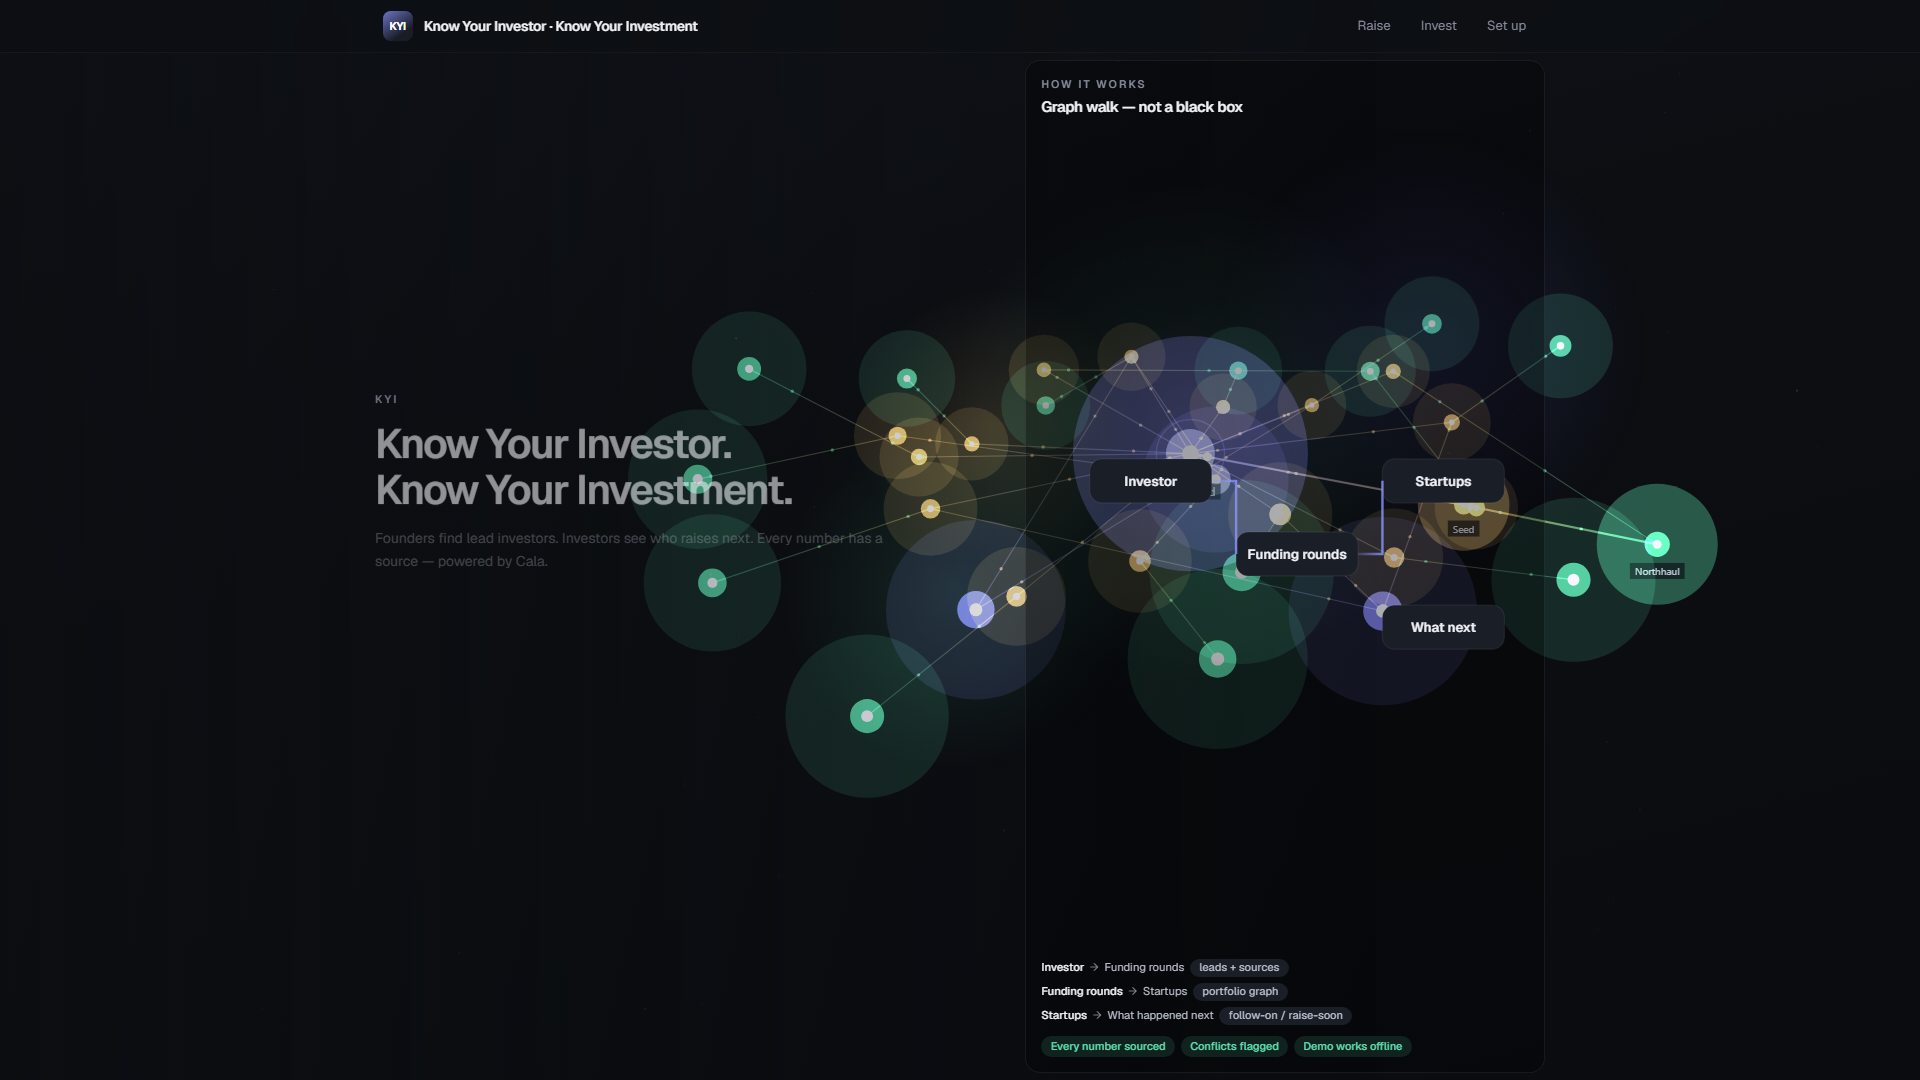 KYI
Know Your Investor · Know Your Investment
Raise
Invest
Set up
KYI
Know Your Investor.
Know Your Investment.
Founders find lead investors. Investors see who raises next. Every number has a
source — powered by Cala.
HOW IT WORKS
Graph walk — not a black box
Investor
Startups
Seed
Funding rounds
Northhaul
What next
Investor → Funding rounds leads + sources
Funding rounds → Startups portfolio graph
Startups → What happened next follow-on / raise-soon
Every number sourced
Conflicts flagged
Demo works offline